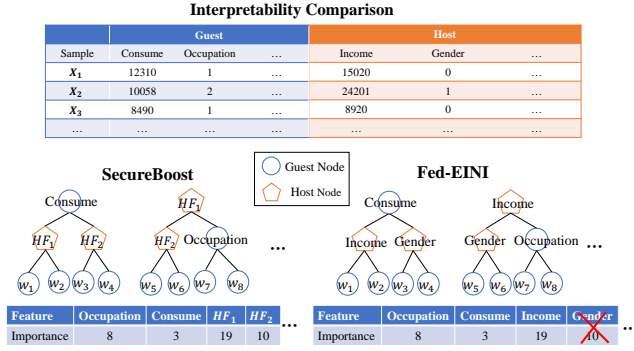 Interpretability Comparison
Guest Host
Sample Consume Occupation ... Income Gender ...
X₁ 12310 1 ... 15020 0 ...
X₂ 10058 2 ... 24201 1 ...
X₃ 8490 1 ... 8920 0 ...
... ... ... ... ... ... ...
SecureBoost
Guest Node
Host Node
Fed-EINI
Consume HF₁ Consume Income
HF₁ HF₂ HF₂ Occupation ... Income Gender Gender Occupation ...
w₁ w₂ w₃ w₄ w₅ w₆ w₇ w₈ w₁ w₂ w₃ w₄ w₅ w₆ w₇ w₈
Feature Occupation Consume HF₁ HF₂ ... Feature Occupation Consume Income Gender ..
Importance 8 3 19 10 Importance 8 3 19 10